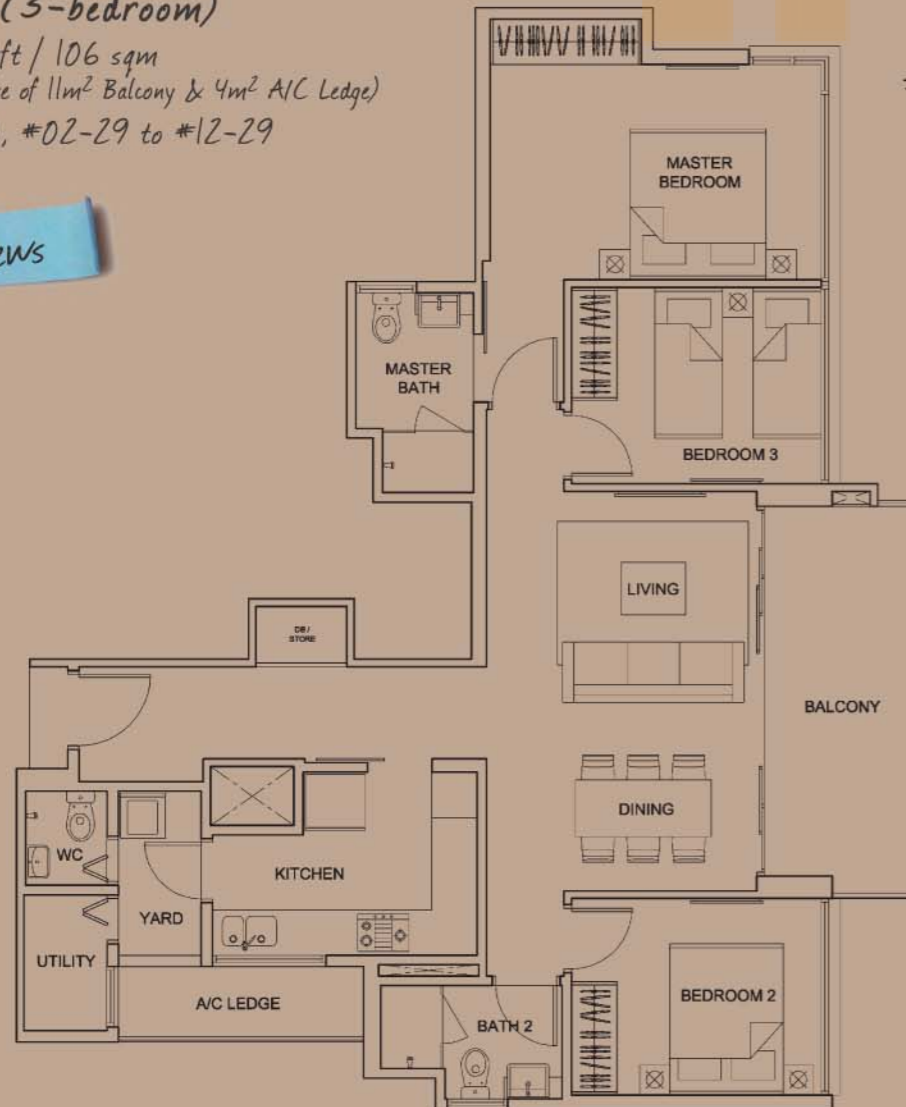 (3-bedroom)
ft / 106 sqm
of 11m² Balcony & 4m² A/C Ledge)
, #02-29 to #12-29
MASTER
BEDROOM
MASTER
BATH
BEDROOM 3
LIVING
DB /
STORE
BALCONY
DINING
WC
KITCHEN
YARD
UTILITY
A/C LEDGE
BEDROOM 2
BATH 2